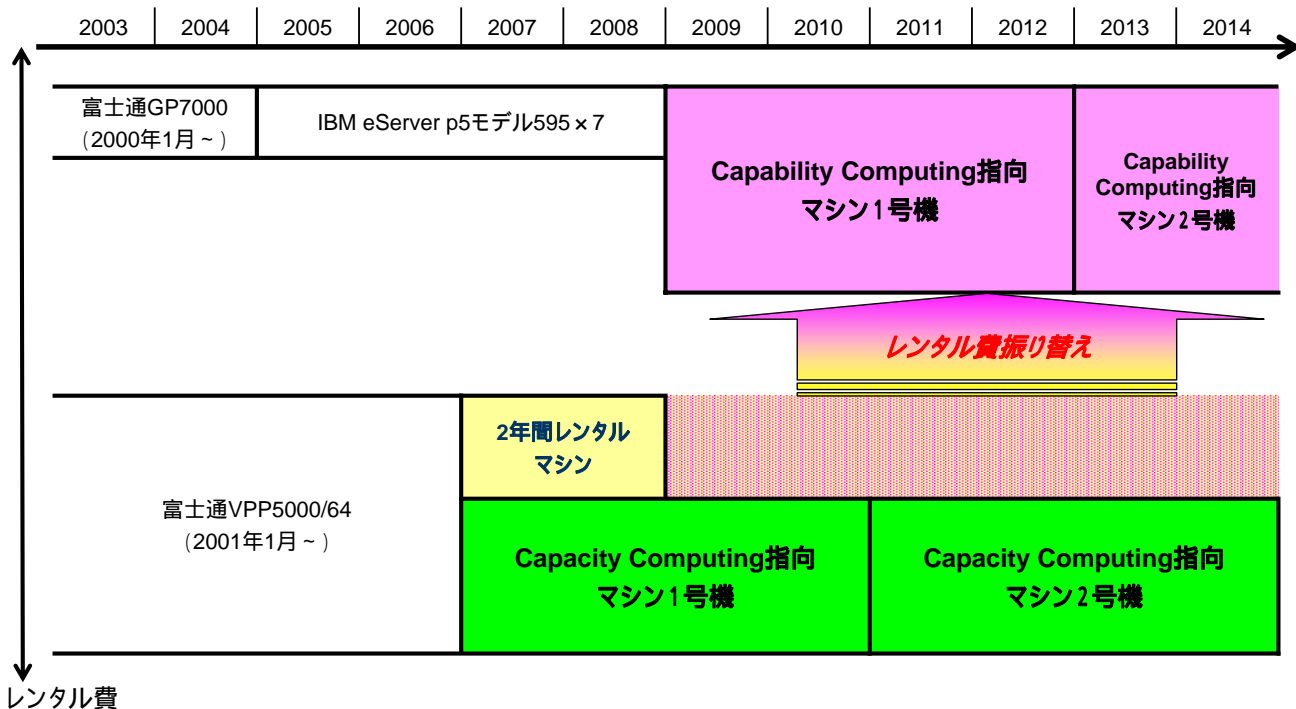 2003 2004 2005 2006 2007 2008 2009 2010 2011 2012 2013 2014
富士通GP7000
(2000年1月~)
IBM eServer p5モデル595×7
Capability Computing指向
マシン1号機
Capability
Computing指向
マシン2号機
レンタル費振り替え
2年間レンタル
マシン
富士通VPP5000/64
(2001年1月~)
Capacity Computing指向
マシン1号機
Capacity Computing指向
マシン2号機
レンタル費